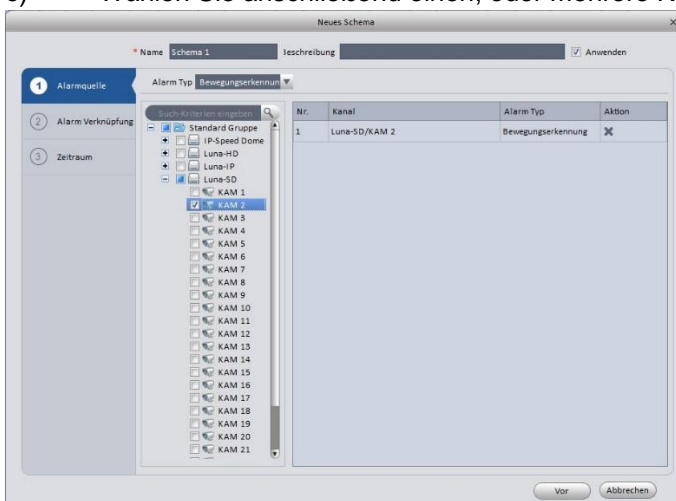 Wählen Sie anschließend einen, oder mehrere
Neues Schema
* Name Schema 1 Beschreibung Anwenden
1 Alarmquelle
2 Alarm Verknüpfung
3 Zeitraum
Alarm Typ Bewegungserkennun
Such-Kriterien eingeben
Standard Gruppe
IP-Speed Dome
Luna-HD
Luna-IP
Luna-SD
KAM 1
KAM 2
KAM 3
KAM 4
KAM 5
KAM 6
KAM 7
KAM 8
KAM 9
KAM 10
KAM 11
KAM 12
KAM 13
KAM 14
KAM 15
KAM 16
KAM 17
KAM 18
KAM 19
KAM 20
KAM 21
Nr. Kanal Alarm Typ Aktion
1 Luna-SD/KAM 2 Bewegungserkennung
Vor Abbrechen